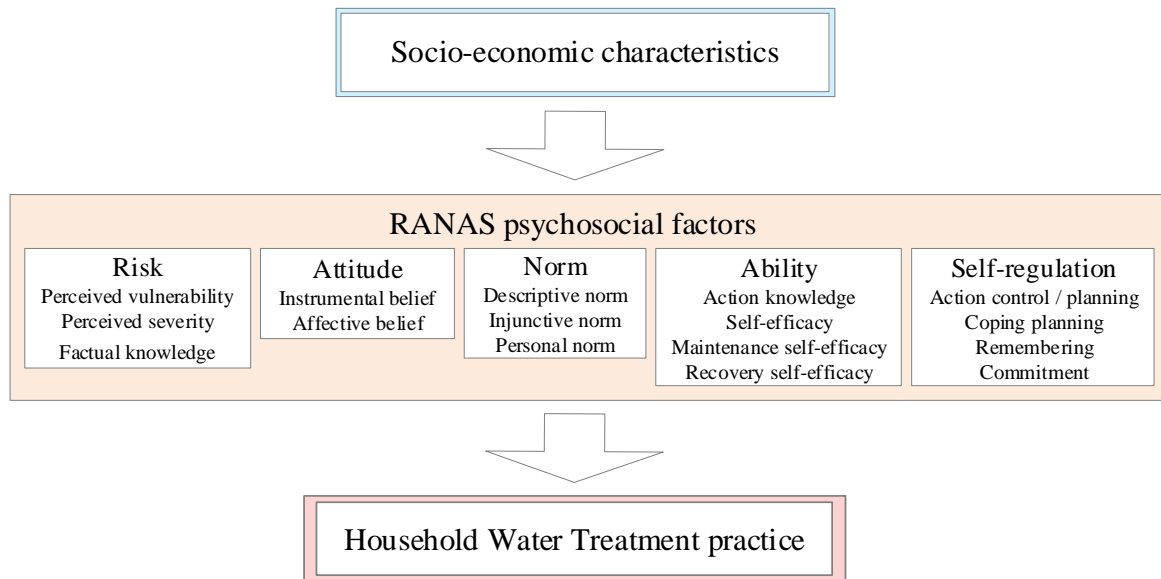 Socio-economic characteristics
RANAS psychosocial factors
Risk
Perceived vulnerability
Perceived severity
Factual knowledge
Attitude
Instrumental belief
Affective belief
Norm
Descriptive norm
Injunctive norm
Personal norm
Ability
Action knowledge
Self-efficacy
Maintenance self-efficacy
Recovery self-efficacy
Self-regulation
Action control / planning
Coping planning
Remembering
Commitment
Household Water Treatment practice